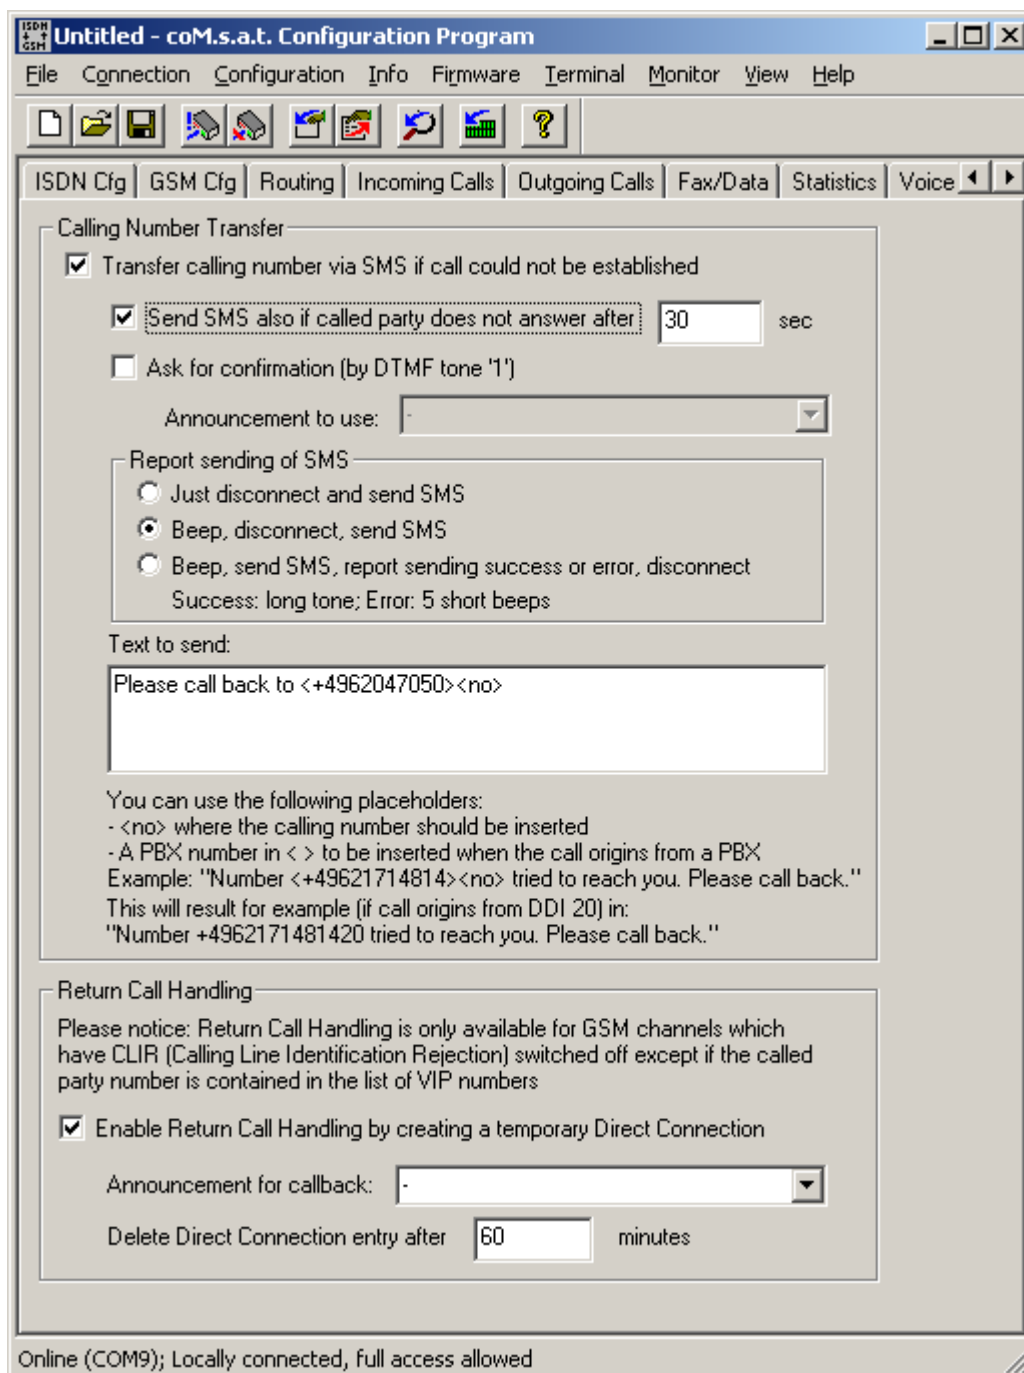 ISDN
GSM
Untitled - coM.s.a.t. Configuration Program
File Connection Configuration Info Firmware Terminal Monitor View Help
ISDN Cfg GSM Cfg Routing Incoming Calls Outgoing Calls Fax/Data Statistics Voice
Calling Number Transfer
Transfer calling number via SMS if call could not be established
Send SMS also if called party does not answer after 30 sec
Ask for confirmation (by DTMF tone '1')
Announcement to use: -
Report sending of SMS
Just disconnect and send SMS
Beep, disconnect, send SMS
Beep, send SMS, report sending success or error, disconnect
Success: long tone; Error: 5 short beeps
Text to send:
Please call back to <+4962047050><no>
You can use the following placeholders:
- <no> where the calling number should be inserted
- A PBX number in < > to be inserted when the call origins from a PBX
Example: "Number <+49621714814><no> tried to reach you. Please call back."
This will result for example (if call origins from DDI 20) in:
"Number +4962171481420 tried to reach you. Please call back."
Return Call Handling
Please notice: Return Call Handling is only available for GSM channels which
have CLIR (Calling Line Identification Rejection) switched off except if the called
party number is contained in the list of VIP numbers
Enable Return Call Handling by creating a temporary Direct Connection
Announcement for callback: -
Delete Direct Connection entry after 60 minutes
Online (COM9); Locally connected, full access allowed